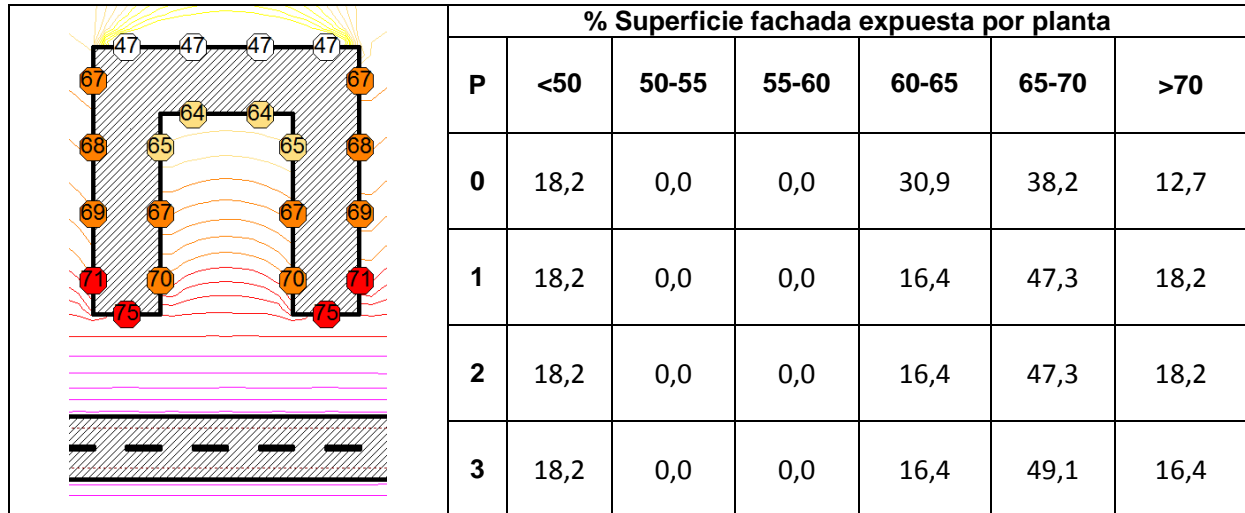 47 47 47 47
67 67
64 64
68 65 65 68
69 67 67 69
71 70 70 71
75 75
% Superficie fachada expuesta por planta
P <50 50-55 55-60 60-65 65-70 >70
0 18,2 0,0 0,0 30,9 38,2 12,7
1 18,2 0,0 0,0 16,4 47,3 18,2
2 18,2 0,0 0,0 16,4 47,3 18,2
3 18,2 0,0 0,0 16,4 49,1 16,4